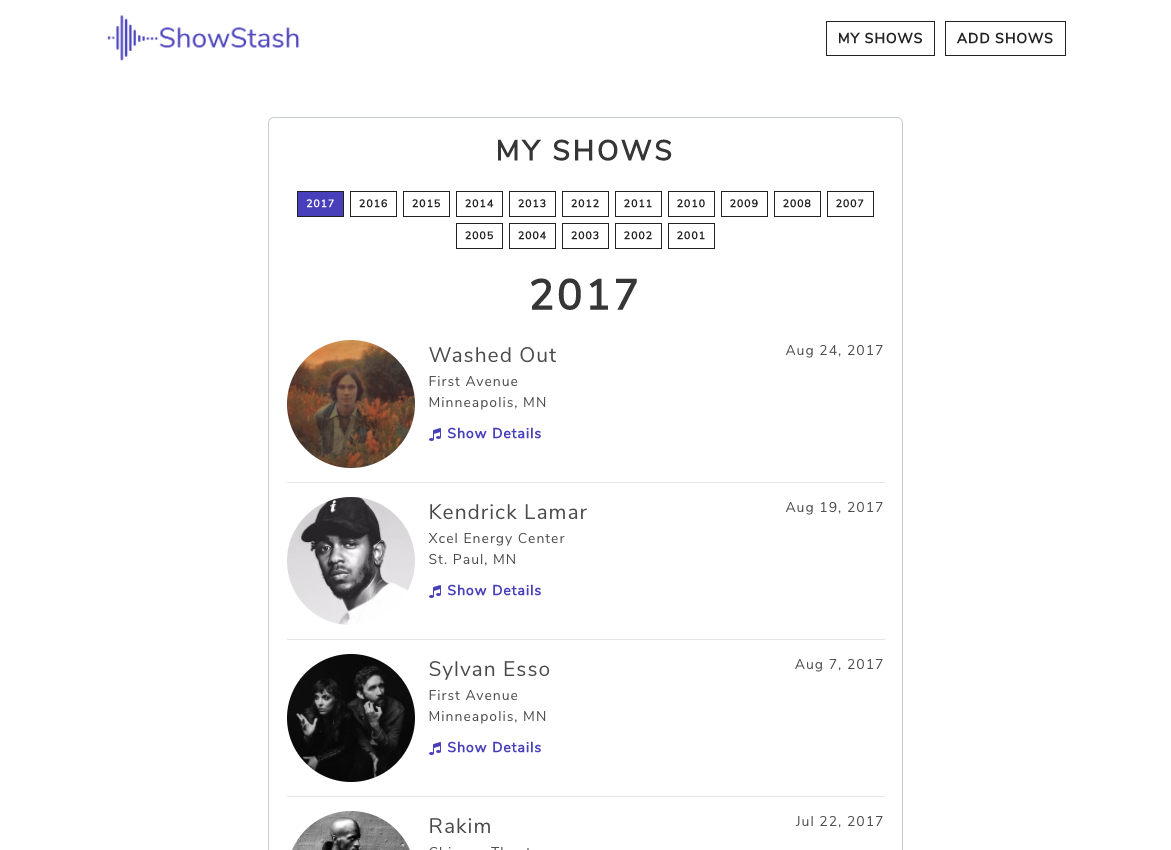 ShowStash
MY SHOWS
ADD SHOWS
MY SHOWS
2017 2016 2015 2014 2013 2012 2011 2010 2009 2008 2007
2005 2004 2003 2002 2001
2017
Washed Out
Aug 24, 2017
First Avenue
Minneapolis, MN
Show Details
Kendrick Lamar
Aug 19, 2017
Xcel Energy Center
St. Paul, MN
Show Details
Sylvan Esso
Aug 7, 2017
First Avenue
Minneapolis, MN
Show Details
Rakim
Jul 22, 2017